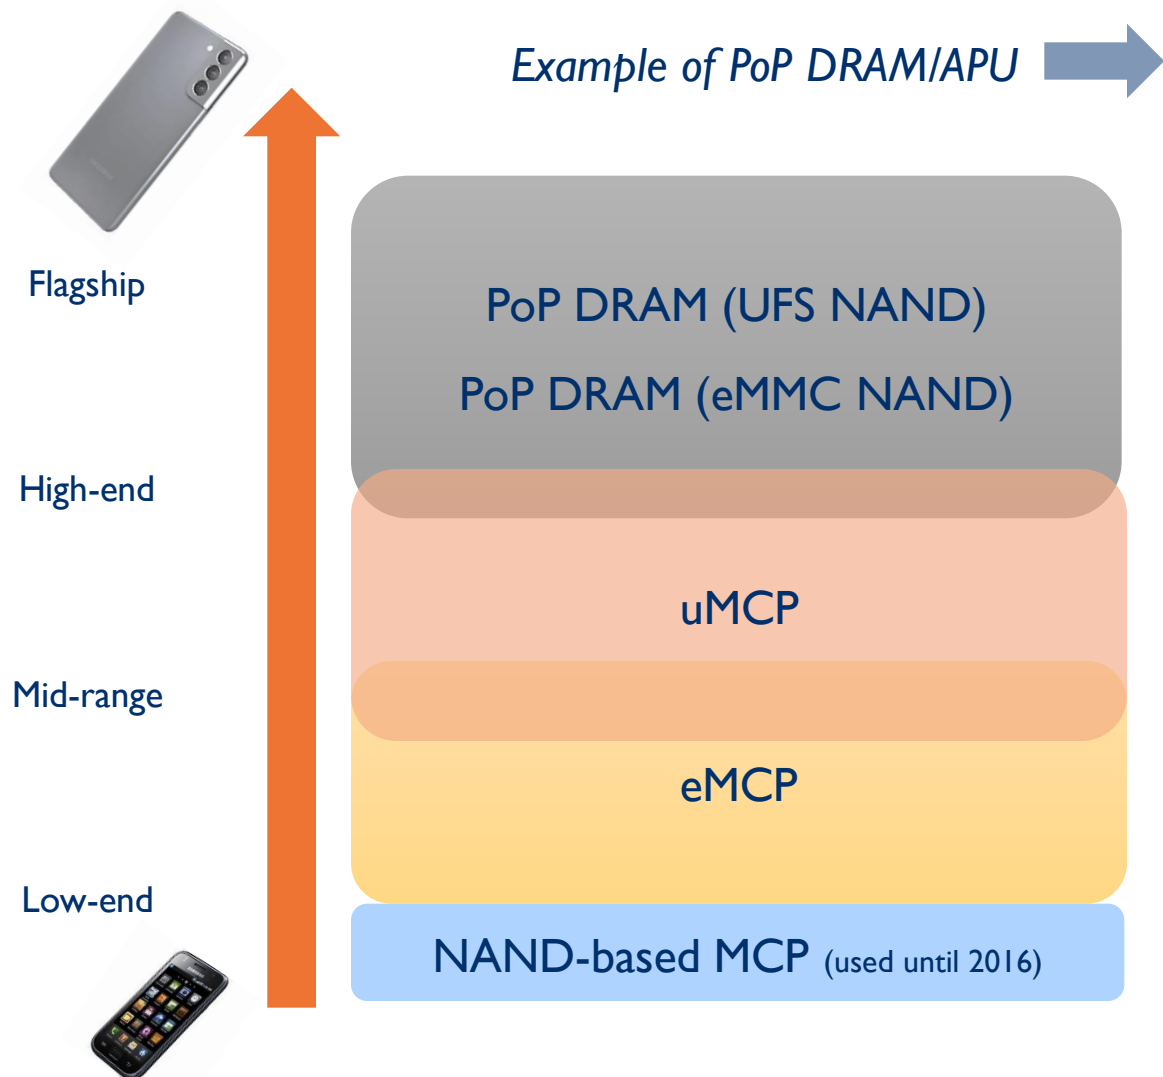 Example of PoP DRAM/APU
Flagship
PoP DRAM (UFS NAND)
PoP DRAM (eMMC NAND)
High-end
uMCP
Mid-range
eMCP
Low-end
NAND-based MCP (used until 2016)